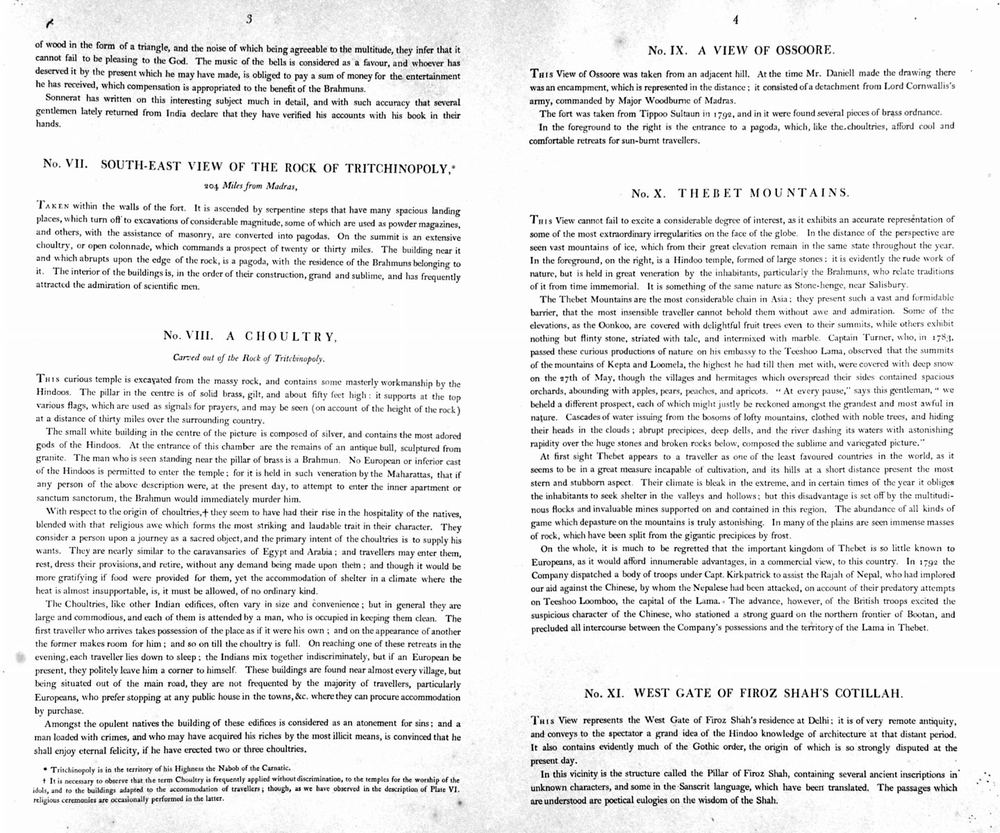 3
of wood in the form of a triangle, and the noise of which being agreeable to the multitude, they infer that it
cannot fail to be pleasing to the God. The music of the bells is considered as a favour, and whoever has
deserved it by the present which he may have made, is obliged to pay a sum of money for the entertainment
he has received, which compensation is appropriated to the benefit of the Brahmuns.
Sonnerat has written on this interesting subject much in detail, and with such accuracy that several
gentlemen lately returned from India declare that they have verified his accounts with his book in their
hands.
No. VII. SOUTH-EAST VIEW OF THE ROCK OF TRITCHINOPOLY,*
204 Miles from Madras,
TAKEN within the walls of the fort. It is ascended by serpentine steps that have many spacious landing
places, which turn off to excavations of considerable magnitude, some of which are used as powder magazines,
and others, with the assistance of masonry, are converted into pagodas. On the summit is an extensive
choultry, or open colonnade, which commands a prospect of twenty or thirty miles. The building near it
and which abrupts upon the edge of the rock, is a pagoda, with the residence of the Brahmuns belonging to
it. The interior of the buildings is, in the order of their construction, grand and sublime, and has frequently
attracted the admiration of scientific men.
No. VIII. A CHOULTRY,
Carved out of the Rock of Tritchinopoly.
THIS curious temple is excavated from the massy rock, and contains some masterly workmanship by the
Hindoos. The pillar in the centre is of solid brass, gilt, and about fifty feet high: it supports at the top
various flags, which are used as signals for prayers, and may be seen (on account of the height of the rock)
at a distance of thirty miles over the surrounding country.
The small white building in the centre of the picture is composed of silver, and contains the most adored
gods of the Hindoos. At the entrance of this chamber are the remains of an antique bull, sculptured from
granite. The man who is seen standing near the pillar of brass is a Brahmun. No European or inferior cast
of the Hindoos is permitted to enter the temple; for it is held in such veneration by the Maharattas, that if
any person of the above description were, at the present day, to attempt to enter the inner apartment or
sanctum sanctorum, the Brahmun would immediately murder him.
With respect to the origin of choultries,† they seem to have had their rise in the hospitality of the natives,
blended with that religious awe which forms the most striking and laudable trait in their character. They
consider a person upon a journey as a sacred object, and the primary intent of the choultries is to supply his
wants. They are nearly similar to the caravansaries of Egypt and Arabia; and travellers may enter them,
rest, dress their provisions, and retire, without any demand being made upon them; and though it would be
more gratifying if food were provided for them, yet the accommodation of shelter in a climate where the
heat is almost insupportable, is, it must be allowed, of no ordinary kind.
The Choultries, like other Indian edifices, often vary in size and convenience; but in general they are
large and commodious, and each of them is attended by a man, who is occupied in keeping them clean. The
first traveller who arrives takes possession of the place as if it were his own; and on the appearance of another
the former makes room for him; and so on till the choultry is full. On reaching one of these retreats in the
evening, each traveller lies down to sleep; the Indians mix together indiscriminately, but if an European be
present, they politely leave him a corner to himself. These buildings are found near almost every village, but
being situated out of the main road, they are not frequented by the majority of travellers, particularly
Europeans, who prefer stopping at any public house in the towns, &c. where they can procure accommodation
by purchase.
Amongst the opulent natives the building of these edifices is considered as an atonement for sins; and a
man loaded with crimes, and who may have acquired his riches by the most illicit means, is convinced that he
shall enjoy eternal felicity, if he have erected two or three choultries.
* Tritchinopoly is in the territory of his Highness the Nabob of the Carnatic.
† It is necessary to observe that the term Choultry is frequently applied without discrimination, to the temples for the worship of the
idols, and to the buildings adapted to the accommodation of travellers; though, as we have observed in the description of Plate VI.
religious ceremonies are occasionally performed in the latter.
4
No. IX. A VIEW OF OSSOORE.
THIS View of Ossoore was taken from an adjacent hill. At the time Mr. Daniell made the drawing there
was an encampment, which is represented in the distance; it consisted of a detachment from Lord Cornwallis's
army, commanded by Major Woodburne of Madras.
The fort was taken from Tippoo Sultaun in 1792, and in it were found several pieces of brass ordnance.
In the foreground to the right is the entrance to a pagoda, which, like the choultries, afford cool and
comfortable retreats for sun-burnt travellers.
No. X. THEBET MOUNTAINS.
THIS View cannot fail to excite a considerable degree of interest, as it exhibits an accurate representation of
some of the most extraordinary irregularities on the face of the globe. In the distance of the perspective are
seen vast mountains of ice, which from their great elevation remain in the same state throughout the year.
In the foreground, on the right, is a Hindoo temple, formed of large stones: it is evidently the rude work of
nature, but is held in great veneration by the inhabitants, particularly the Brahmuns, who relate traditions
of it from time immemorial. It is something of the same nature as Stone-henge, near Salisbury.
The Thebet Mountains are the most considerable chain in Asia; they present such a vast and formidable
barrier, that the most insensible traveller cannot behold them without awe and admiration. Some of the
elevations, as the Oonkoo, are covered with delightful fruit trees even to their summits, while others exhibit
nothing but flinty stone, striated with talc, and intermixed with marble. Captain Turner, who, in 1783,
passed these curious productions of nature on his embassy to the Teeshoo Lama, observed that the summits
of the mountains of Kepta and Loomela, the highest he had till then met with, were covered with deep snow
on the 27th of May, though the villages and hermitages which overspread their sides contained spacious
orchards, abounding with apples, pears, peaches, and apricots. "At every pause," says this gentleman, "we
beheld a different prospect, each of which might justly be reckoned amongst the grandest and most awful in
nature. Cascades of water issuing from the bosoms of lofty mountains, clothed with noble trees, and hiding
their heads in the clouds; abrupt precipices, deep dells, and the river dashing its waters with astonishing
rapidity over the huge stones and broken rocks below, composed the sublime and variegated picture."
At first sight Thebet appears to a traveller as one of the least favoured countries in the world, as it
seems to be in a great measure incapable of cultivation, and its hills at a short distance present the most
stern and stubborn aspect. Their climate is bleak in the extreme, and in certain times of the year it obliges
the inhabitants to seek shelter in the valleys and hollows; but this disadvantage is set off by the multitudi-
nous flocks and invaluable mines supported on and contained in this region. The abundance of all kinds of
game which depasture on the mountains is truly astonishing. In many of the plains are seen immense masses
of rock, which have been split from the gigantic precipices by frost.
On the whole, it is much to be regretted that the important kingdom of Thebet is so little known to
Europeans, as it would afford innumerable advantages, in a commercial view, to this country. In 1792 the
Company dispatched a body of troops under Capt. Kirkpatrick to assist the Rajah of Nepal, who had implored
our aid against the Chinese, by whom the Nepalese had been attacked, on account of their predatory attempts
on Teeshoo Loomboo, the capital of the Lama. The advance, however, of the British troops excited the
suspicious character of the Chinese, who stationed a strong guard on the northern frontier of Bootan, and
precluded all intercourse between the Company's possessions and the territory of the Lama in Thebet.
No. XI. WEST GATE OF FIROZ SHAH'S COTILLAH.
THIS View represents the West Gate of Firoz Shah's residence at Delhi; it is of very remote antiquity,
and conveys to the spectator a grand idea of the Hindoo knowledge of architecture at that distant period.
It also contains evidently much of the Gothic order, the origin of which is so strongly disputed at the
present day.
In this vicinity is the structure called the Pillar of Firoz Shah, containing several ancient inscriptions in
unknown characters, and some in the Sanscrit language, which have been translated. The passages which
are understood are poetical eulogies on the wisdom of the Shah.